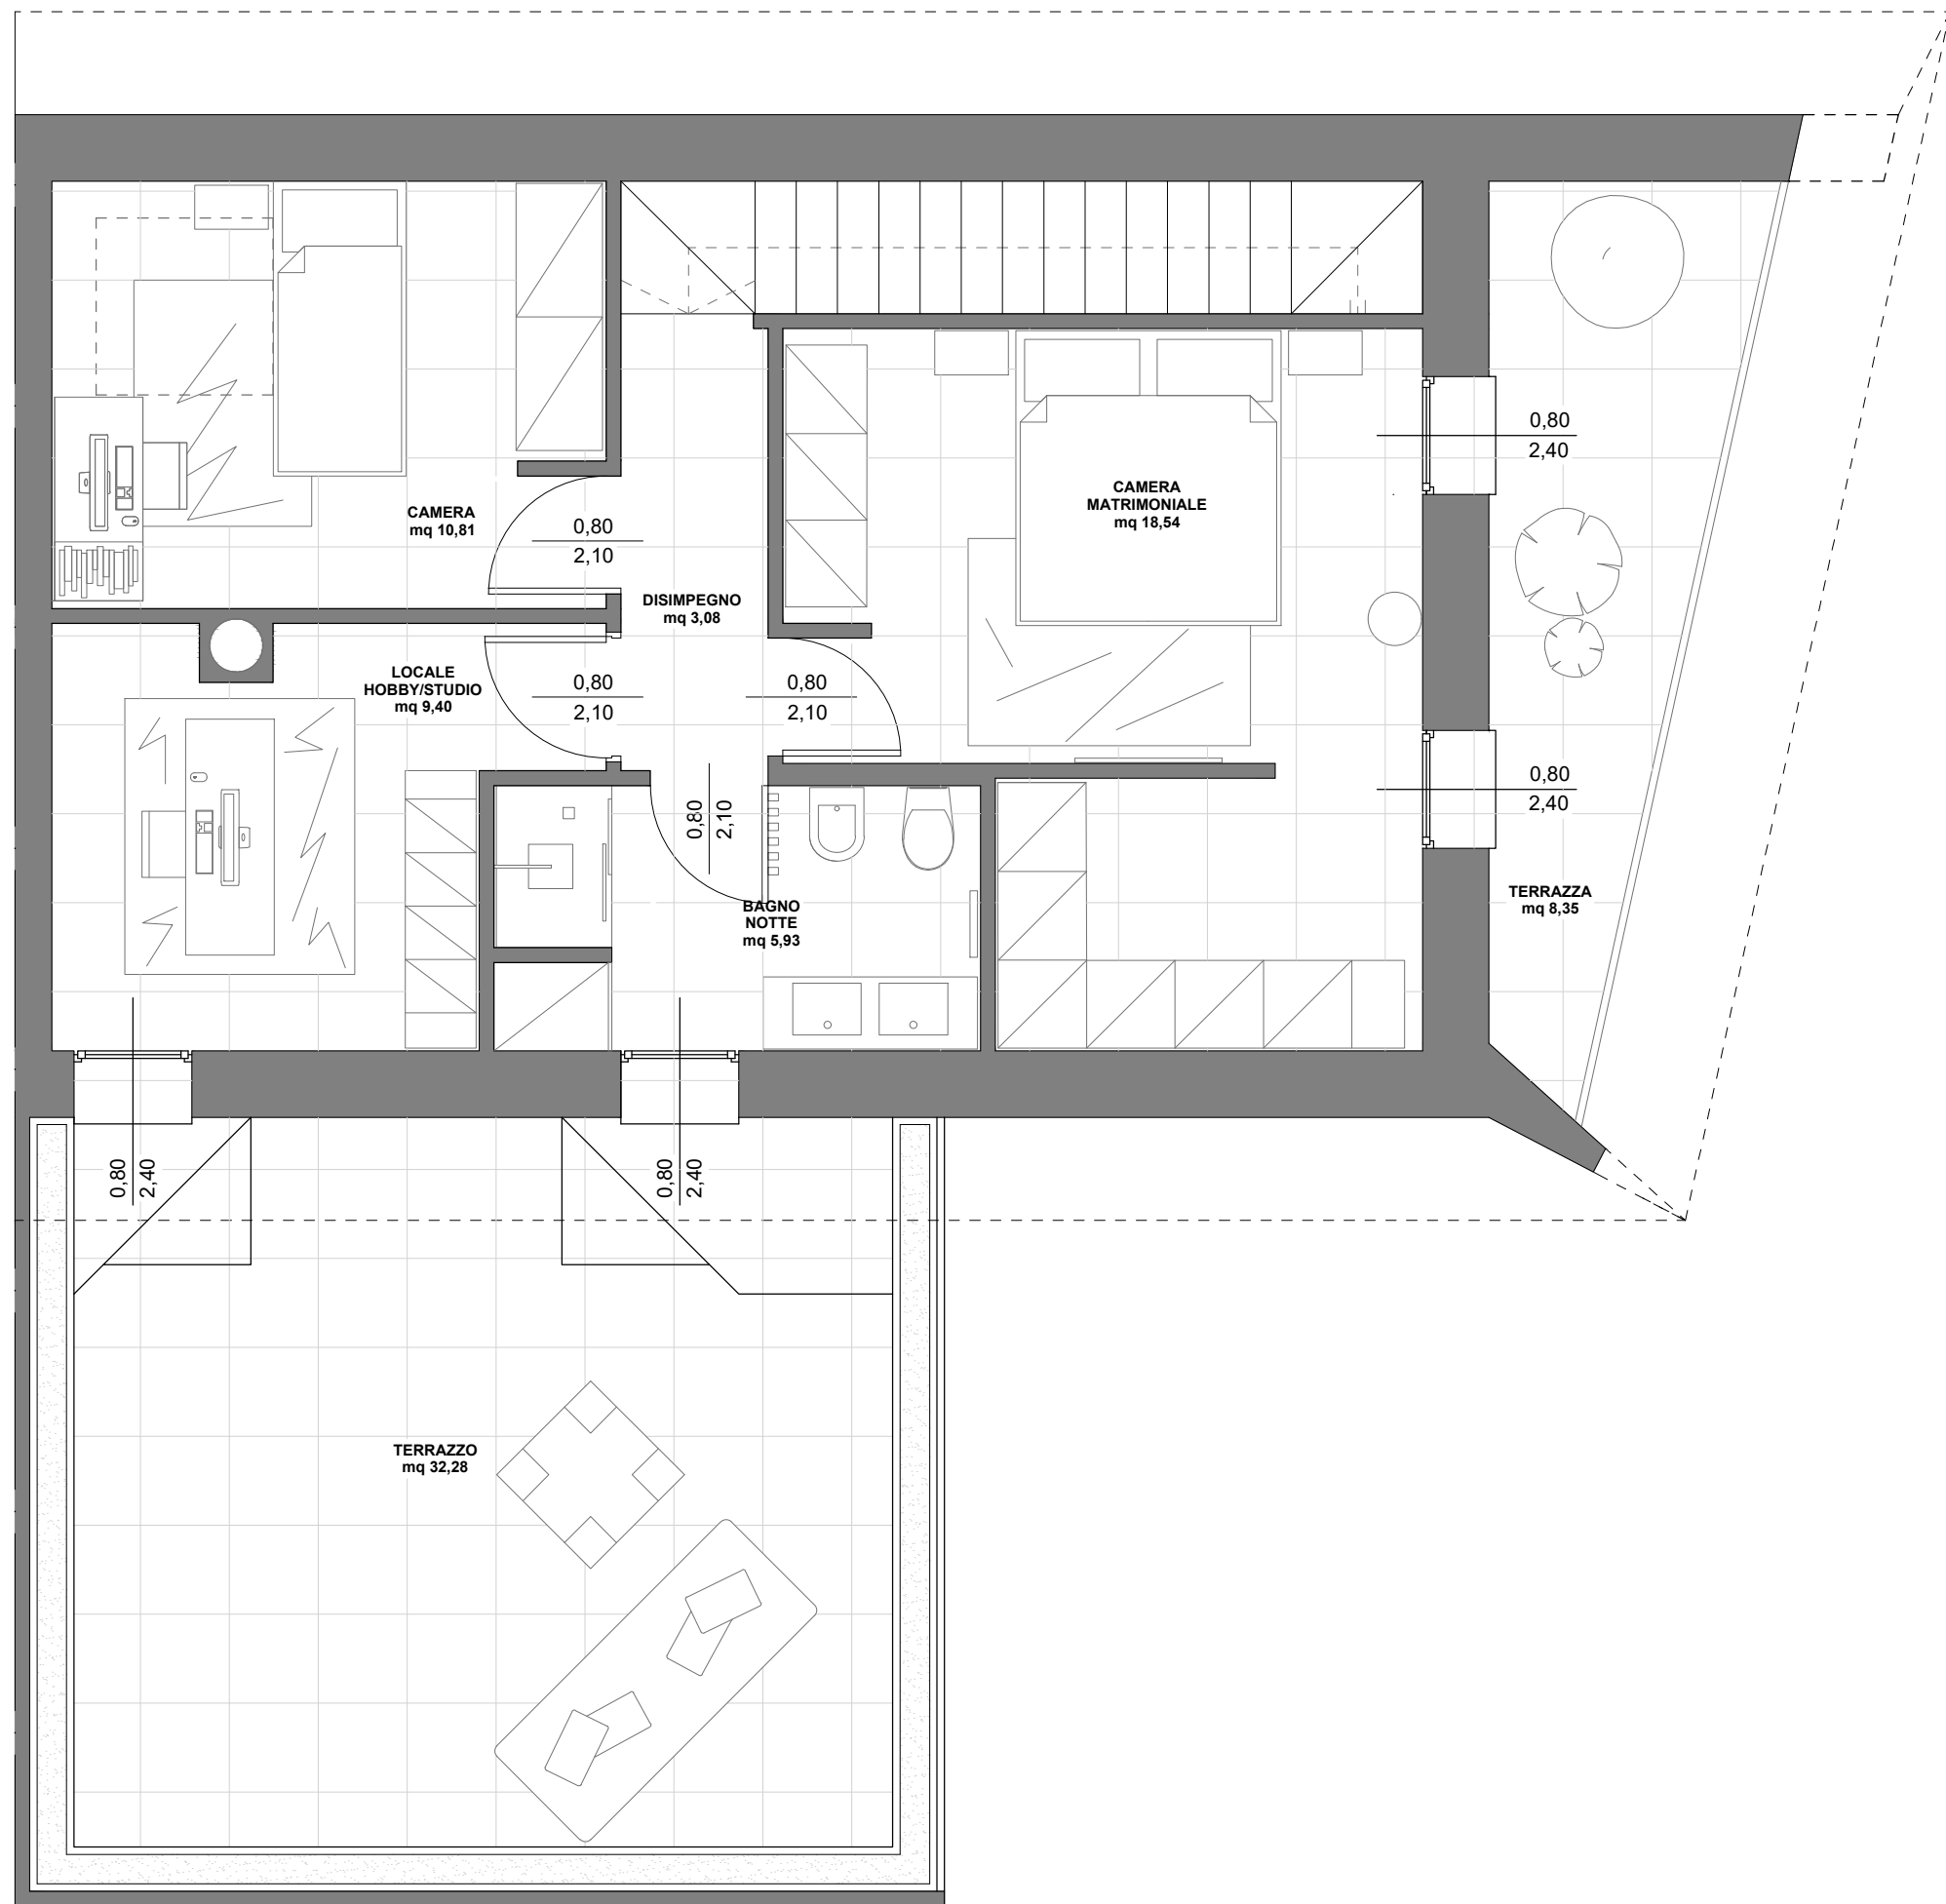 0,80
2,40
CAMERA
MATRIMONIALE
mq 18,54
CAMERA
mq 10,81
0,80
2,10
DISIMPEGNO
mq 3,08
LOCALE
HOBBY/STUDIO
mq 9,40
0,80
2,10
0,80
2,10
0,80
2,40
0,80
2,10
TERRAZZA
mq 8,35
BAGNO
NOTTE
mq 5,93
0,80
2,40
0,80
2,40
TERRAZZO
mq 32,28